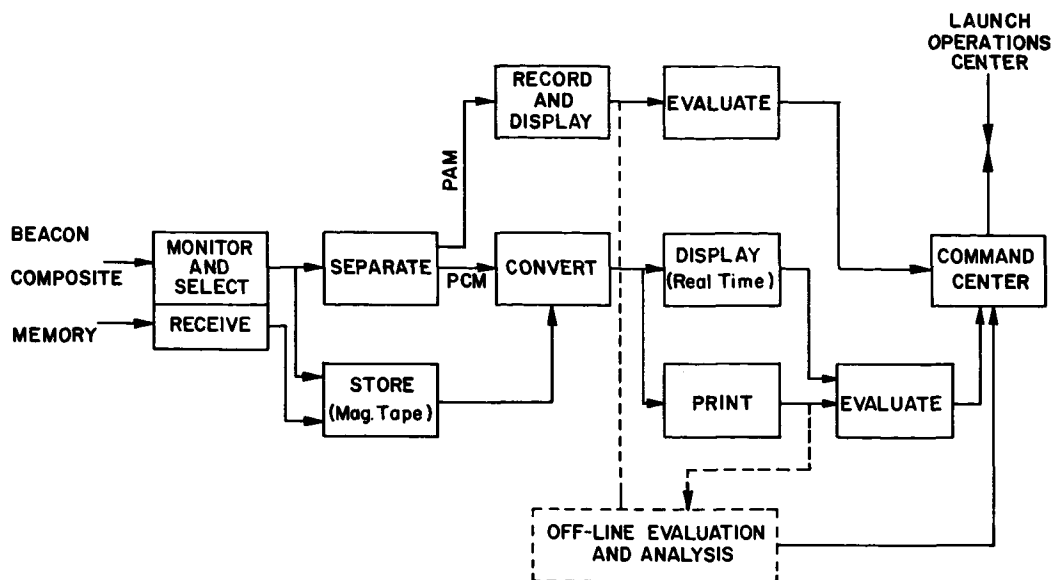 LAUNCH
OPERATIONS
CENTER
RECORD
AND
DISPLAY
EVALUATE
PAM
BEACON
COMPOSITE
MEMORY
MONITOR
AND
SELECT
RECEIVE
SEPARATE
PCM
CONVERT
DISPLAY
(Real Time)
COMMAND
CENTER
STORE
(Mag. Tape)
PRINT
EVALUATE
OFF-LINE EVALUATION
AND ANALYSIS